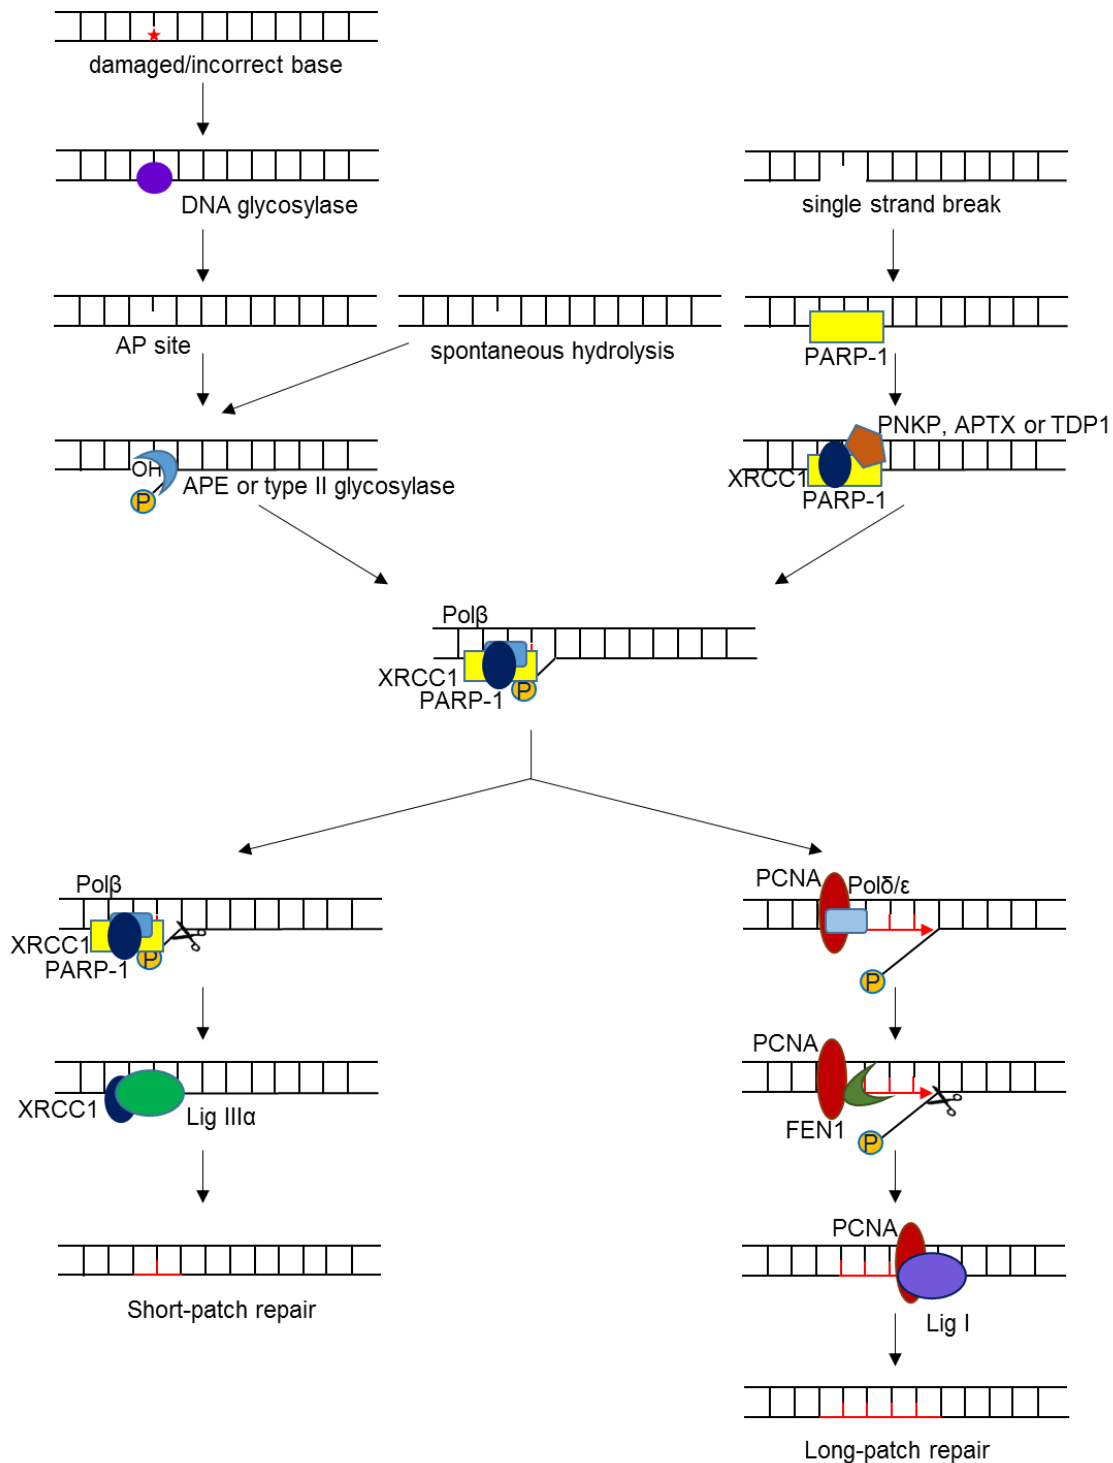 damaged/incorrect base
DNA glycosylase
single strand break
AP site
spontaneous hydrolysis
PARP-1
OH
P
APE or type II glycosylase
PNKP, APTX or TDP1
XRCC1
PARP-1
Polβ
XRCC1
PARP-1
P
Polβ
XRCC1
PARP-1
P
PCNA
Polδ/ε
P
XRCC1
Lig IIIα
PCNA
FEN1
P
Short-patch repair
PCNA
Lig I
Long-patch repair